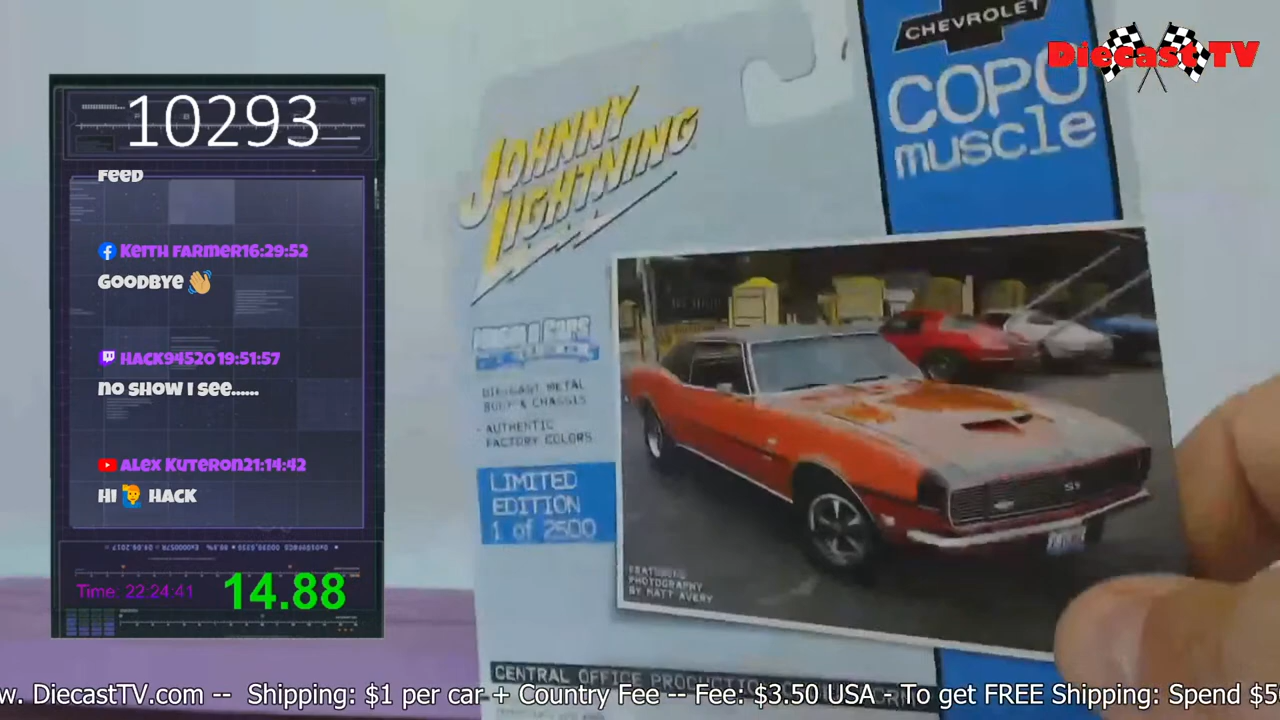 10293
FEED
Keith Farmer16:29:52
GOODBYE 👋
Hack94520 19:51:57
NO SHOW I SEE......
Alex Kuteron21:14:42
HI 🙋‍♂️ HACK
Time: 22:24:41
14.88
CHEVROLET
COPO
muscle
Diecast TV
JOHNNY
LIGHTNING
DIE-CAST METAL
BODY & CHASSIS
AUTHENTIC
FACTORY COLORS
LIMITED
EDITION
1 of 2500
SS
FEATURING
PHOTOGRAPHY
BY MATT AVERY
CENTRAL OFFICE PRODUCTION
w. DiecastTV.com -- Shipping: $1 per car + Country Fee -- Fee: $3.50 USA - To get FREE Shipping: Spend $5